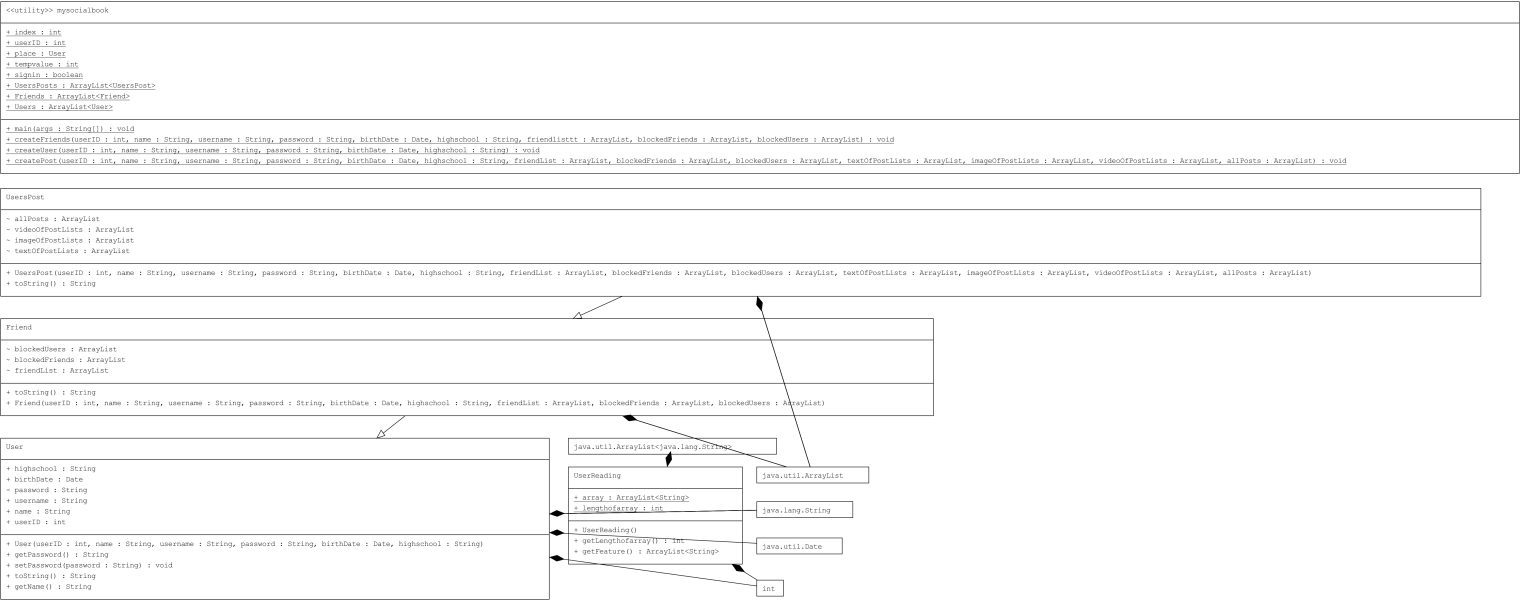 <<utility>> mysocialbook
+ index : int
+ userID : int
+ place : User
+ tempvalue : int
+ signin : boolean
+ UsersPosts : ArrayList<UsersPost>
+ Friends : ArrayList<Friend>
+ Users : ArrayList<User>
+ main(args : String[]) : void
+ createFriends(userID : int, name : String, username : String, password : String, birthDate : Date, highschool : String, friendlisttt : ArrayList, blockedFriends : ArrayList, blockedUsers : ArrayList) : void
+ createUser(userID : int, name : String, username : String, password : String, birthDate : Date, highschool : String) : void
+ createPost(userID : int, name : String, username : String, password : String, birthDate : Date, highschool : String, friendList : ArrayList, blockedFriends : ArrayList, blockedUsers : ArrayList, textOfPostLists : ArrayList, imageOfPostLists : ArrayList, videoOfPostLists : ArrayList, allPosts : ArrayList) : void
UsersPost
~ allPosts : ArrayList
~ videoOfPostLists : ArrayList
~ imageOfPostLists : ArrayList
~ textOfPostLists : ArrayList
+ UsersPost(userID : int, name : String, username : String, password : String, birthDate : Date, highschool : String, friendList : ArrayList, blockedFriends : ArrayList, blockedUsers : ArrayList, textOfPostLists : ArrayList, imageOfPostLists : ArrayList, videoOfPostLists : ArrayList, allPosts : ArrayList)
+ toString() : String
Friend
~ blockedUsers : ArrayList
~ blockedFriends : ArrayList
~ friendList : ArrayList
+ toString() : String
+ Friend(userID : int, name : String, username : String, password : String, birthDate : Date, highschool : String, friendList : ArrayList, blockedFriends : ArrayList, blockedUsers : ArrayList)
User
+ highschool : String
+ birthDate : Date
- password : String
+ username : String
+ name : String
+ userID : int
+ User(userID : int, name : String, username : String, password : String, birthDate : Date, highschool : String)
+ getPassword() : String
+ setPassword(password : String) : void
+ toString() : String
+ getName() : String
java.util.ArrayList<java.lang.String>
UserReading
+ array : ArrayList<String>
+ lengthofarray : int
+ UserReading()
+ getLengthofarray() : int
+ getFeature() : ArrayList<String>
java.util.ArrayList
java.lang.String
java.util.Date
int